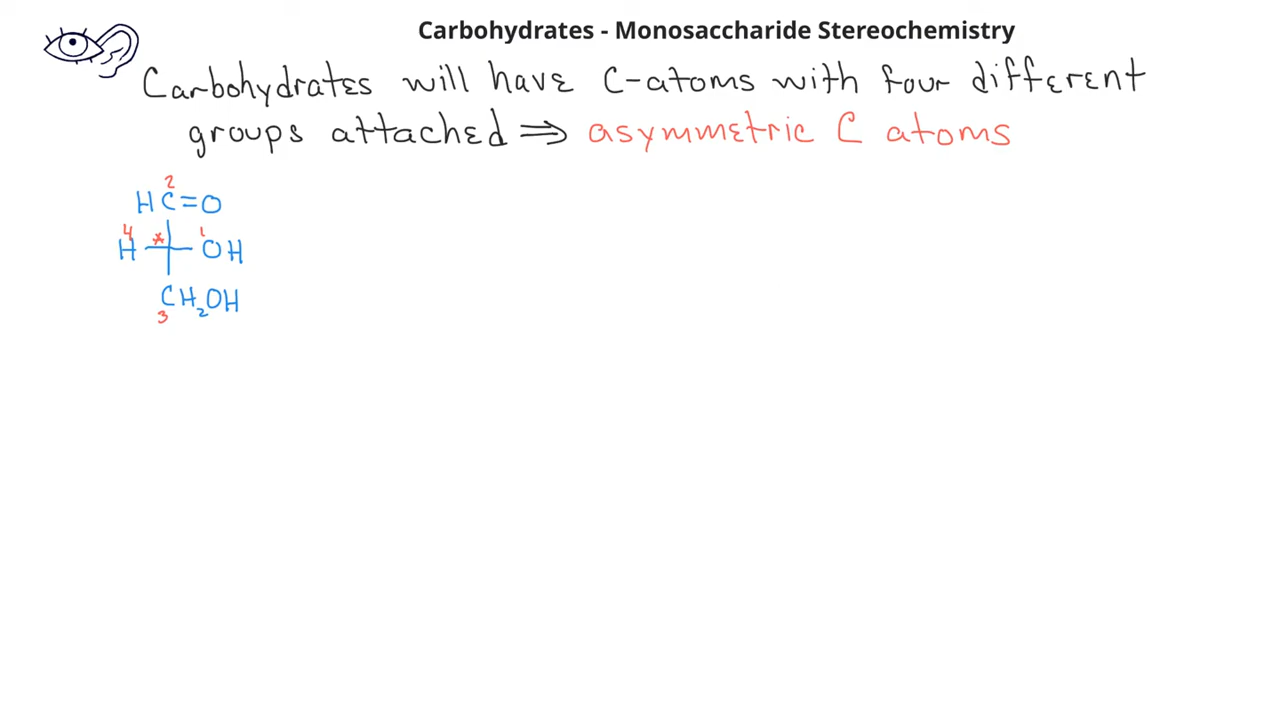 Carbohydrates - Monosaccharide Stereochemistry
Carbohydrates will have C-atoms with four different
groups attached ⇒ asymmetric C atoms
2
HC=O
4 * 1
H OH
CH₂OH
3